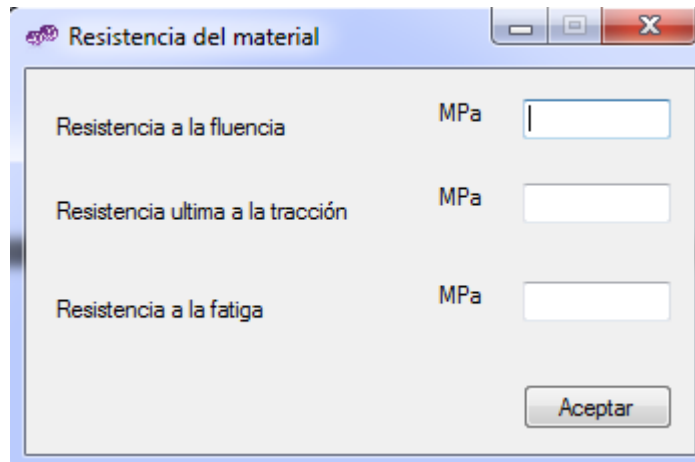 Resistencia del material
Resistencia a la fluencia MPa
Resistencia ultima a la tracción MPa
Resistencia a la fatiga MPa
Aceptar